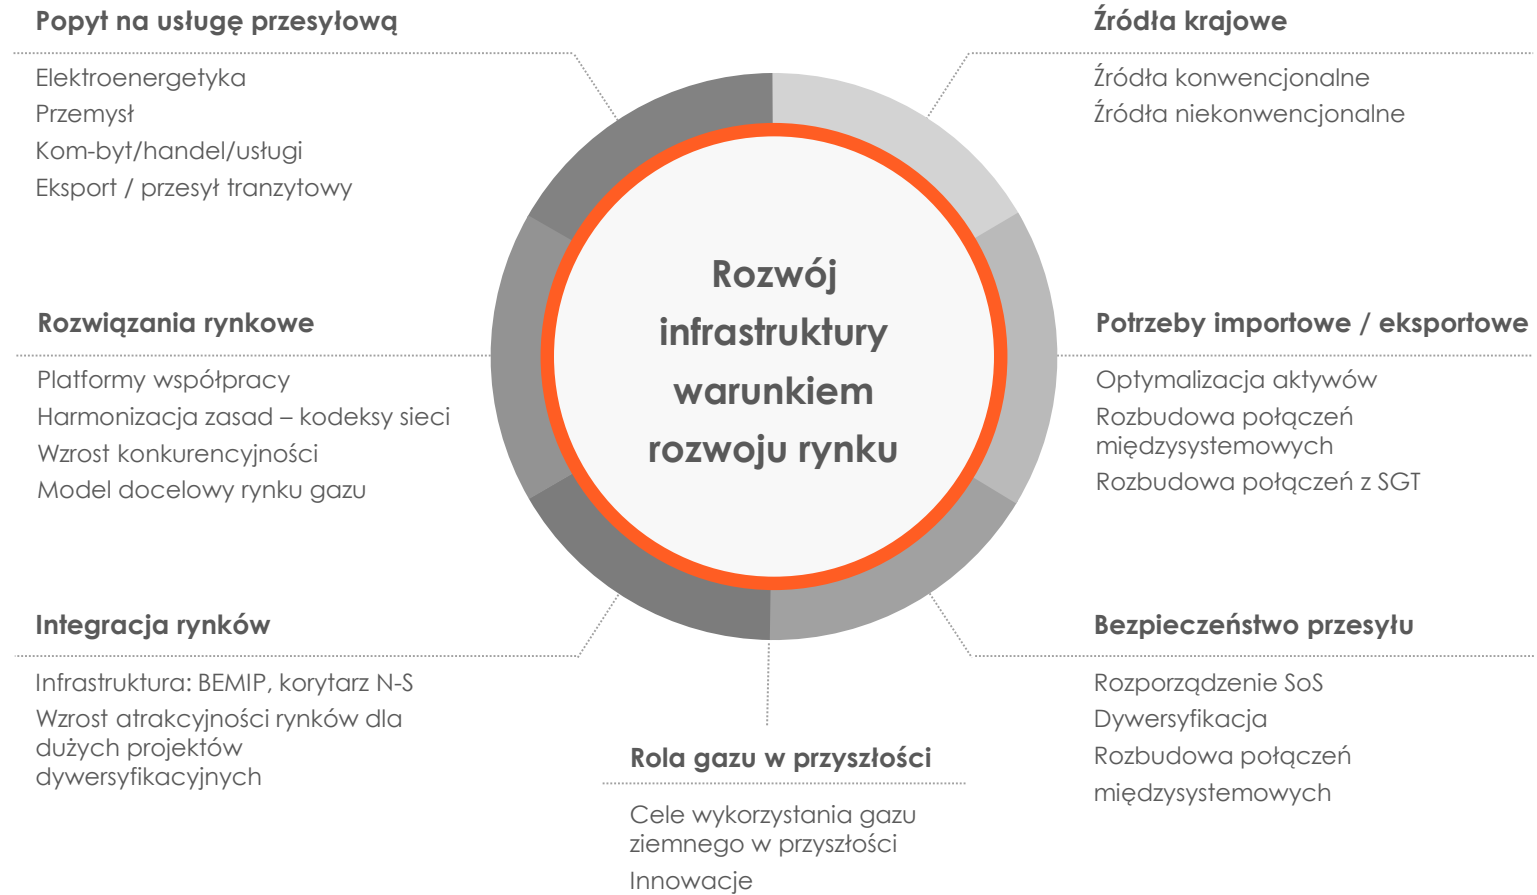 Popyt na usługę przesyłową
Elektroenergetyka
Przemysł
Kom-byt/handel/usługi
Eksport / przesył tranzytowy
Źródła krajowe
Źródła konwencjonalne
Źródła niekonwencjonalne
Rozwój
infrastruktury
warunkiem
rozwoju rynku
Rozwiązania rynkowe
Platformy współpracy
Harmonizacja zasad – kodeksy sieci
Wzrost konkurencyjności
Model docelowy rynku gazu
Potrzeby importowe / eksportowe
Optymalizacja aktywów
Rozbudowa połączeń
międzysystemowych
Rozbudowa połączeń z SGT
Integracja rynków
Infrastruktura: BEMIP, korytarz N-S
Wzrost atrakcyjności rynków dla
dużych projektów
dywersyfikacyjnych
Rola gazu w przyszłości
Cele wykorzystania gazu
ziemnego w przyszłości
Innowacje
Bezpieczeństwo przesyłu
Rozporządzenie SoS
Dywersyfikacja
Rozbudowa połączeń
międzysystemowych